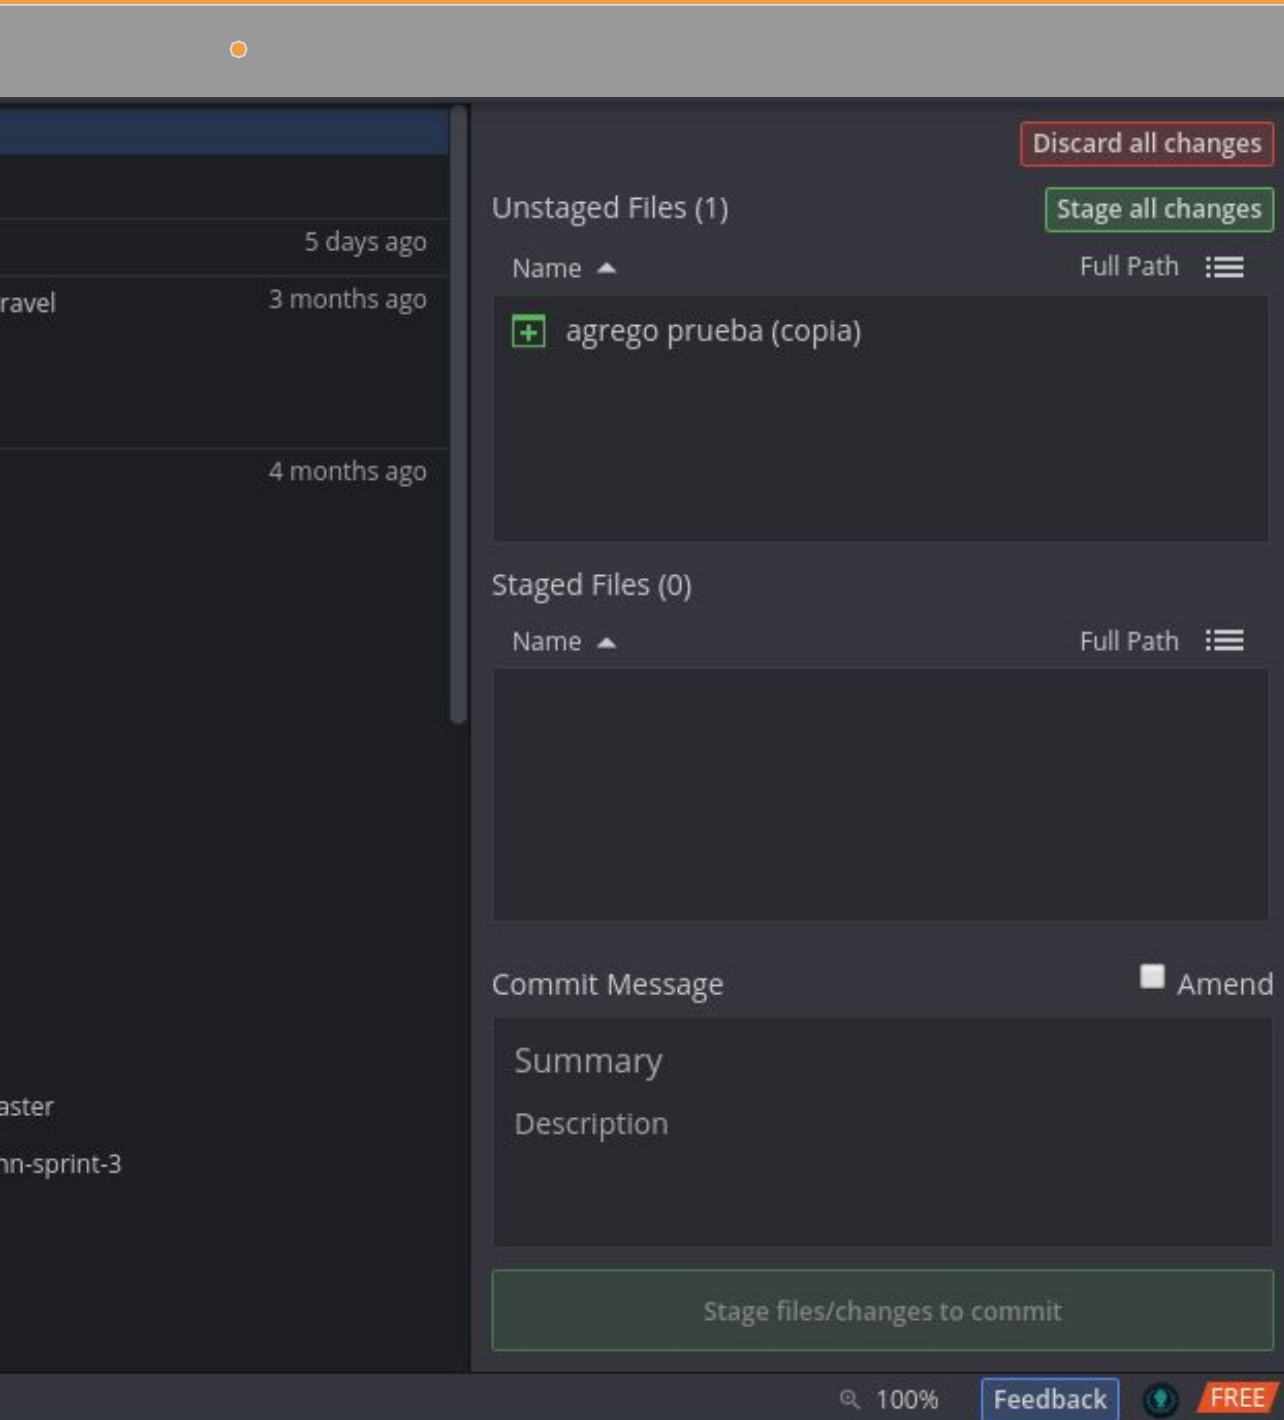 Discard all changes
Unstaged Files (1)
Stage all changes
Name
Full Path
agrego prueba (copia)
5 days ago
ravel
3 months ago
4 months ago
Staged Files (0)
Name
Full Path
Commit Message
Amend
Summary
Description
aster
nn-sprint-3
Stage files/changes to commit
100%
Feedback
FREE